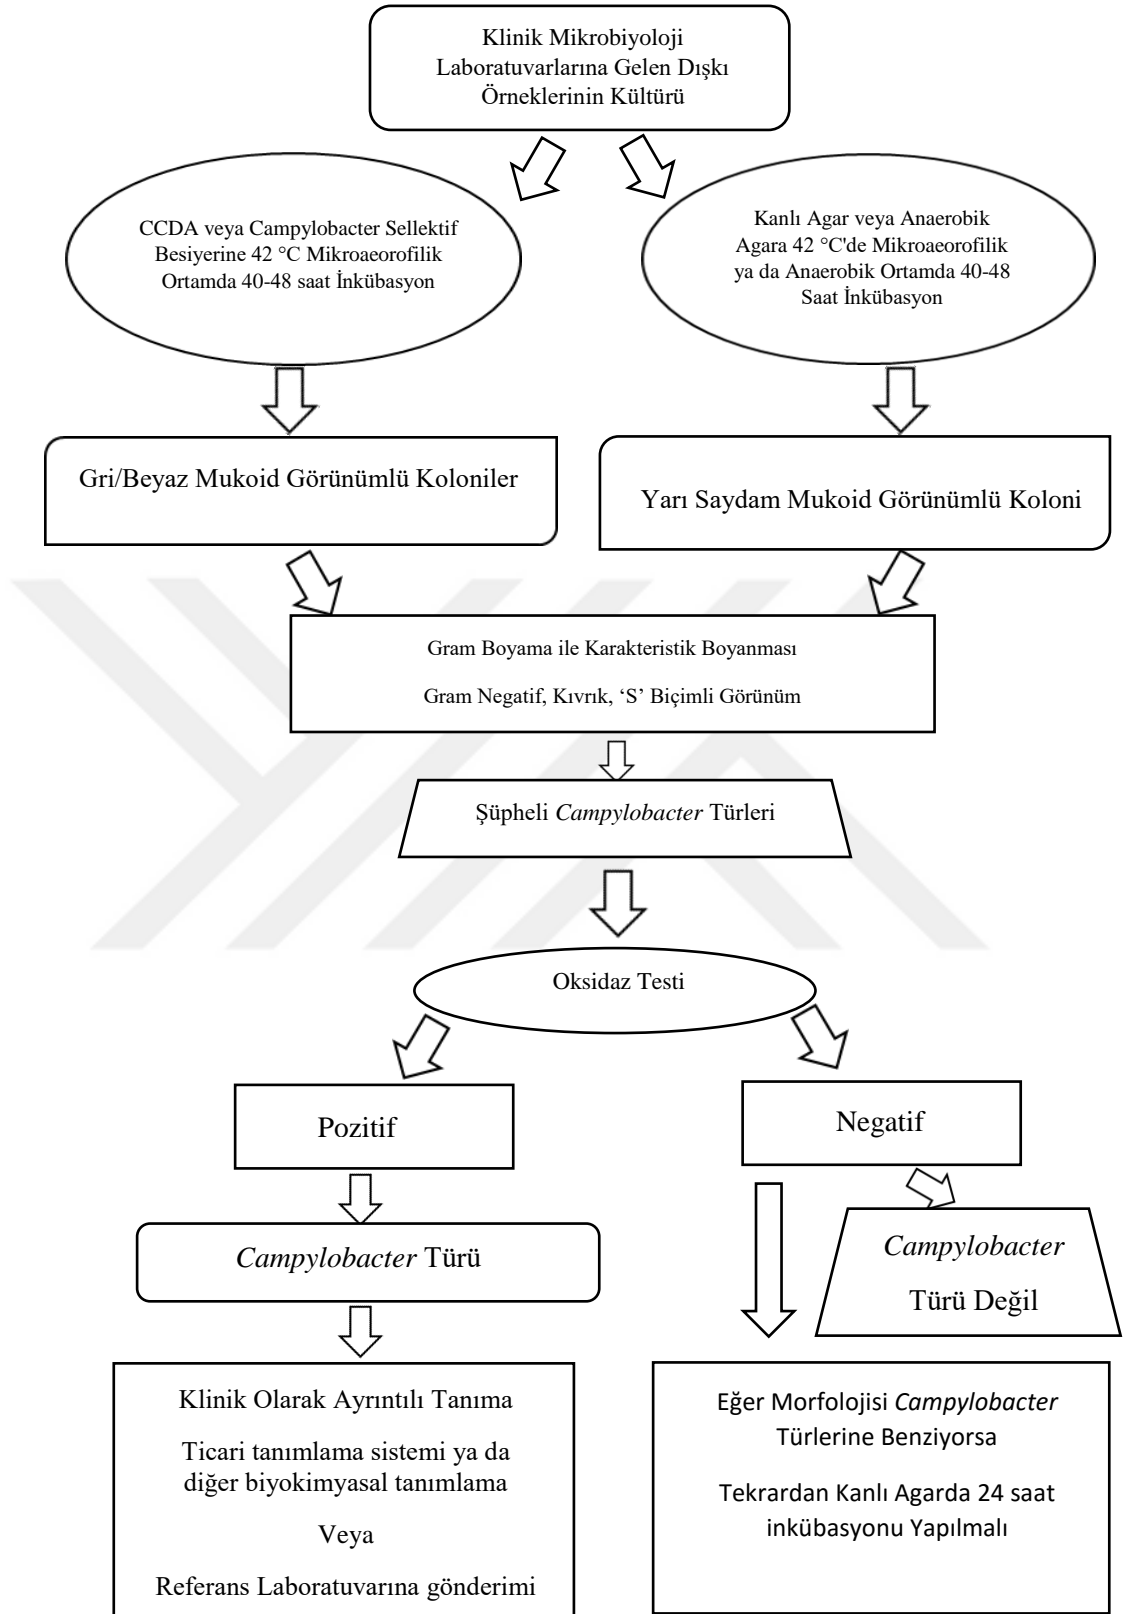 Klinik Mikrobiyoloji
Laboratuvarlarına Gelen Dışkı
Örneklerinin Kültürü
CCDA veya Campylobacter Sellektif
Besiyerine 42 °C Mikroaeorofilik
Ortamda 40-48 saat İnkübasyon
Kanlı Agar veya Anaerobik
Agara 42 °C'de Mikroaeorofilik
ya da Anaerobik Ortamda 40-48
Saat İnkübasyon
Gri/Beyaz Mukoid Görünümlü Koloniler
Yarı Saydam Mukoid Görünümlü Koloni
Gram Boyama ile Karakteristik Boyanması
Gram Negatif, Kıvrık, ‘S’ Biçimli Görünüm
Şüpheli Campylobacter Türleri
Oksidaz Testi
Pozitif
Negatif
Campylobacter Türü
Campylobacter
Türü Değil
Klinik Olarak Ayrıntılı Tanıma
Ticari tanımlama sistemi ya da
diğer biyokimyasal tanımlama
Veya
Referans Laboratuvarına gönderimi
Eğer Morfolojisi Campylobacter
Türlerine Benziyorsa
Tekrardan Kanlı Agarda 24 saat
inkübasyonu Yapılmalı